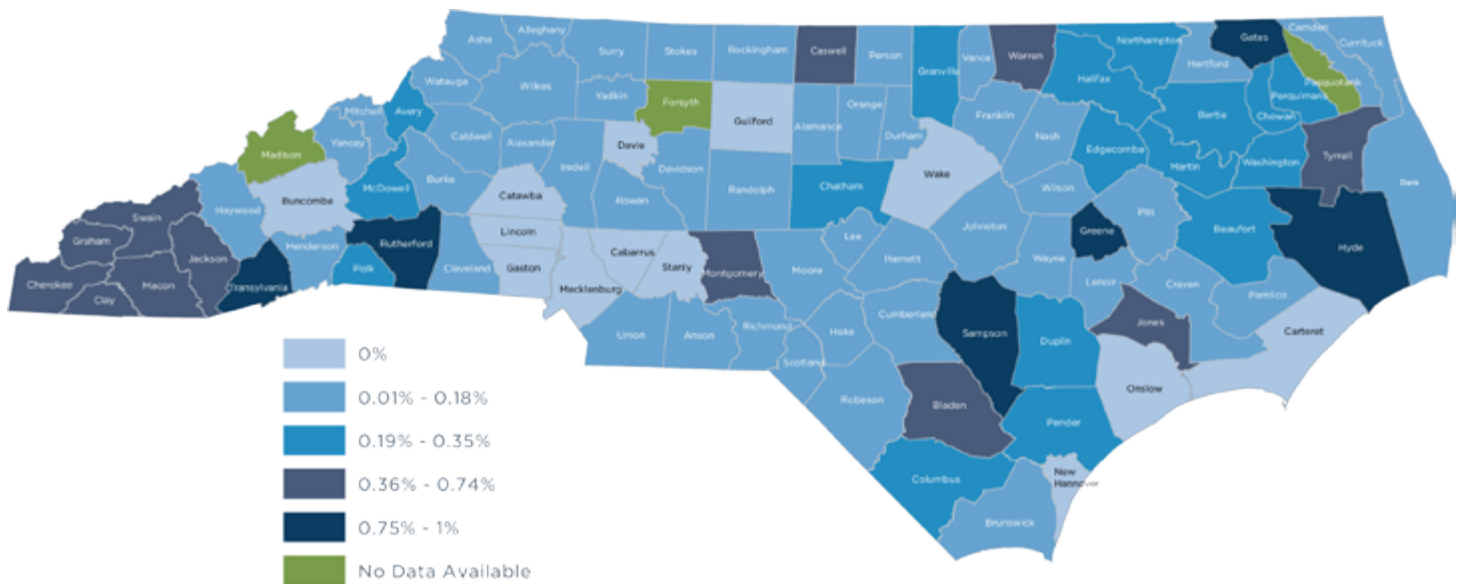 Ashe
Alleghany
Surry
Stokes
Rockingham
Caswell
Person
Granville
Vance
Warren
Northampton
Halifax
Hertford
Gates
Camden
Currituck
Pasquotank
Perquimans
Chowan
Bertie
Watauga
Wilkes
Yadkin
Forsyth
Guilford
Alamance
Orange
Durham
Franklin
Nash
Edgecombe
Martin
Washington
Tyrrell
Dare
Mitchell
Avery
Caldwell
Alexander
Iredell
Davie
Davidson
Randolph
Chatham
Wake
Wilson
Pitt
Beaufort
Hyde
Madison
Yancey
McDowell
Burke
Catawba
Rowan
Johnston
Greene
Swain
Haywood
Buncombe
Rutherford
Lincoln
Cabarrus
Stanly
Montgomery
Moore
Lee
Harnett
Wayne
Lenoir
Craven
Pamlico
Graham
Jackson
Henderson
Polk
Cleveland
Gaston
Mecklenburg
Cherokee
Clay
Macon
Transylvania
Union
Anson
Richmond
Scotland
Hoke
Cumberland
Sampson
Duplin
Jones
Carteret
Onslow
Robeson
Bladen
Pender
Columbus
New
Hannover
Brunswick
0%
0.01% - 0.18%
0.19% - 0.35%
0.36% - 0.74%
0.75% - 1%
No Data Available